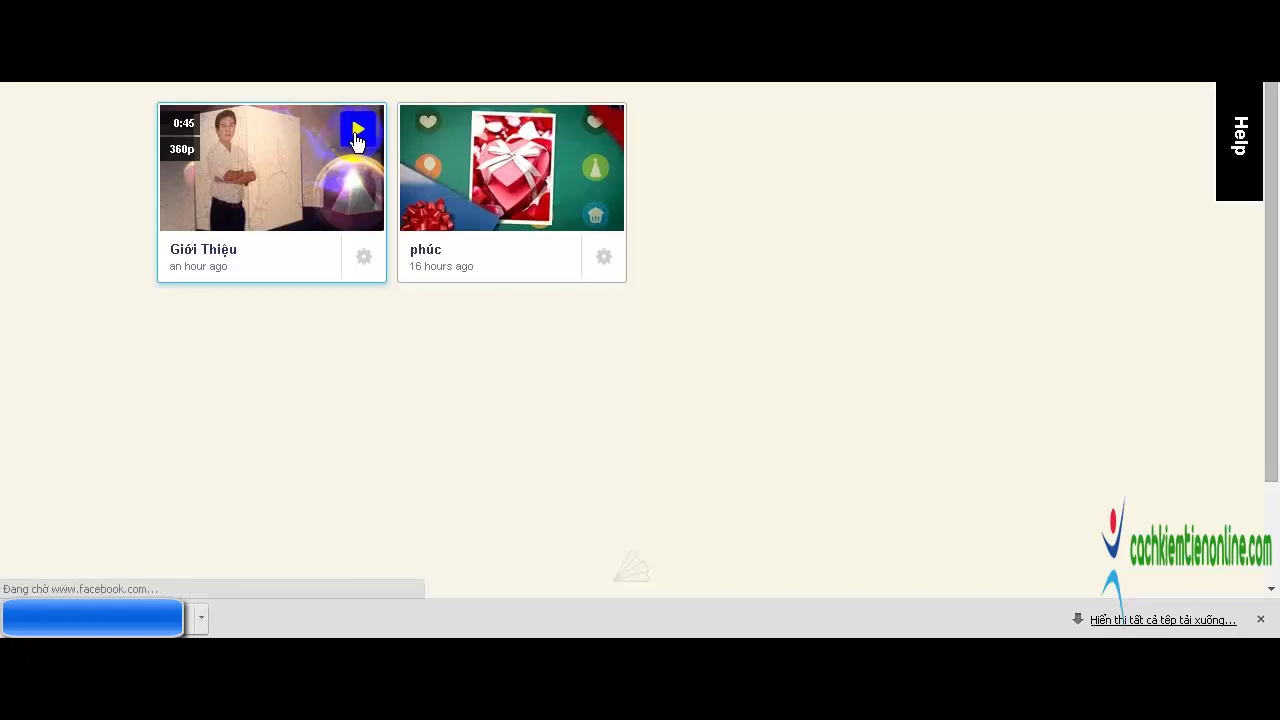 Help
0:45
360p
Giới Thiệu
an hour ago
phúc
16 hours ago
cachkiemtienonline.com
Đang chờ www.facebook.com...
Hiển thị tất cả tệp tải xuống...